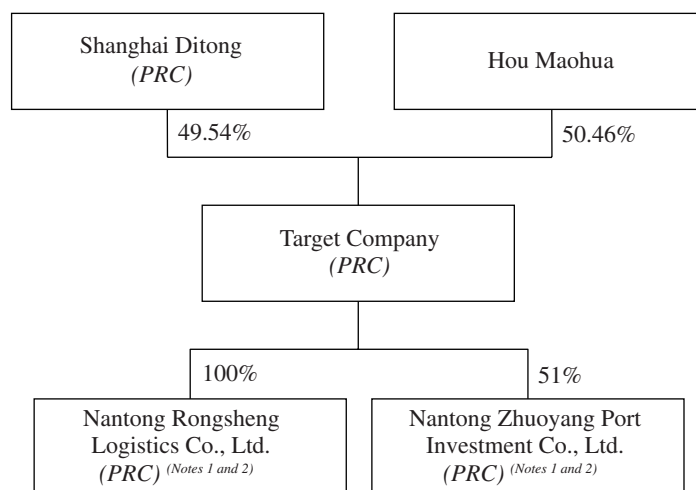 Shanghai Ditong
(PRC)
Hou Maohua
49.54%
50.46%
Target Company
(PRC)
100%
51%
Nantong Rongsheng
Logistics Co., Ltd.
(PRC) (Notes 1 and 2)
Nantong Zhuoyang Port
Investment Co., Ltd.
(PRC) (Notes 1 and 2)